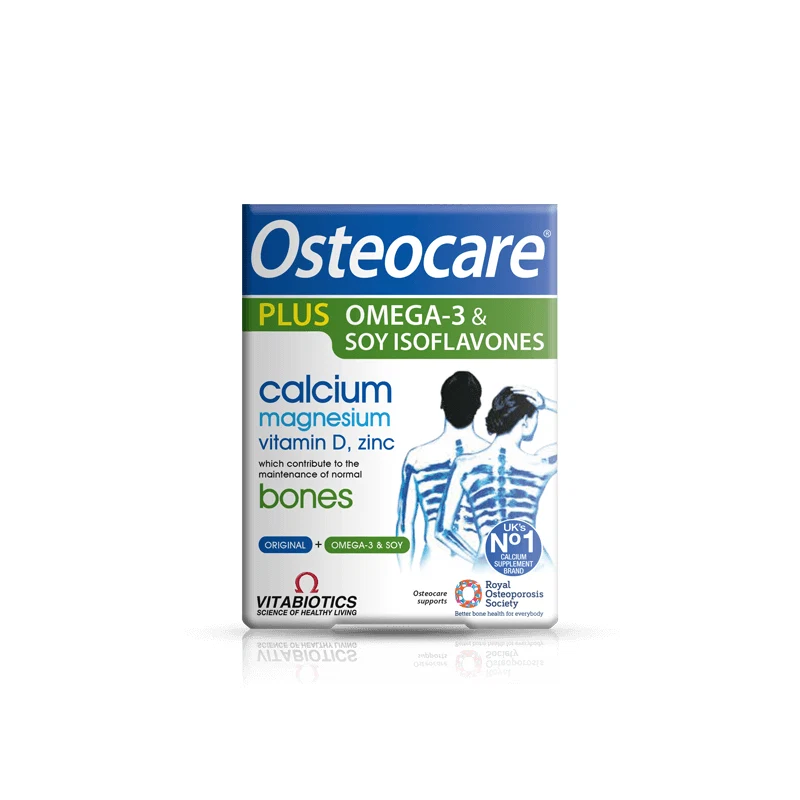 Osteocare®
PLUS OMEGA-3 &
SOY ISOFLAVONES
calcium
magnesium
vitamin D, zinc
which contribute to the
maintenance of normal
bones
ORIGINAL + OMEGA-3 & SOY
UK's
Nº1
CALCIUM
SUPPLEMENT
BRAND
VITABIOTICS
SCIENCE OF HEALTHY LIVING
Osteocare
supports
Royal
Osteoporosis
Society
Better bone health for everybody